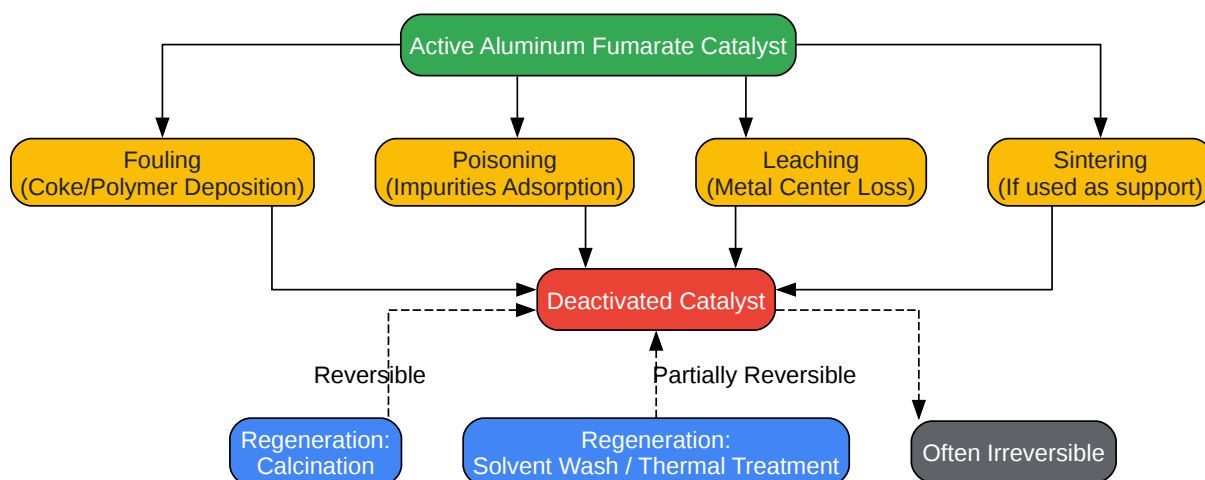 Active Aluminum Fumarate Catalyst
Fouling
(Coke/Polymer Deposition)
Poisoning
(Impurities Adsorption)
Leaching
(Metal Center Loss)
Sintering
(If used as support)
Deactivated Catalyst
Reversible
Partially Reversible
Regeneration:
Calcination
Regeneration:
Solvent Wash / Thermal Treatment
Often Irreversible